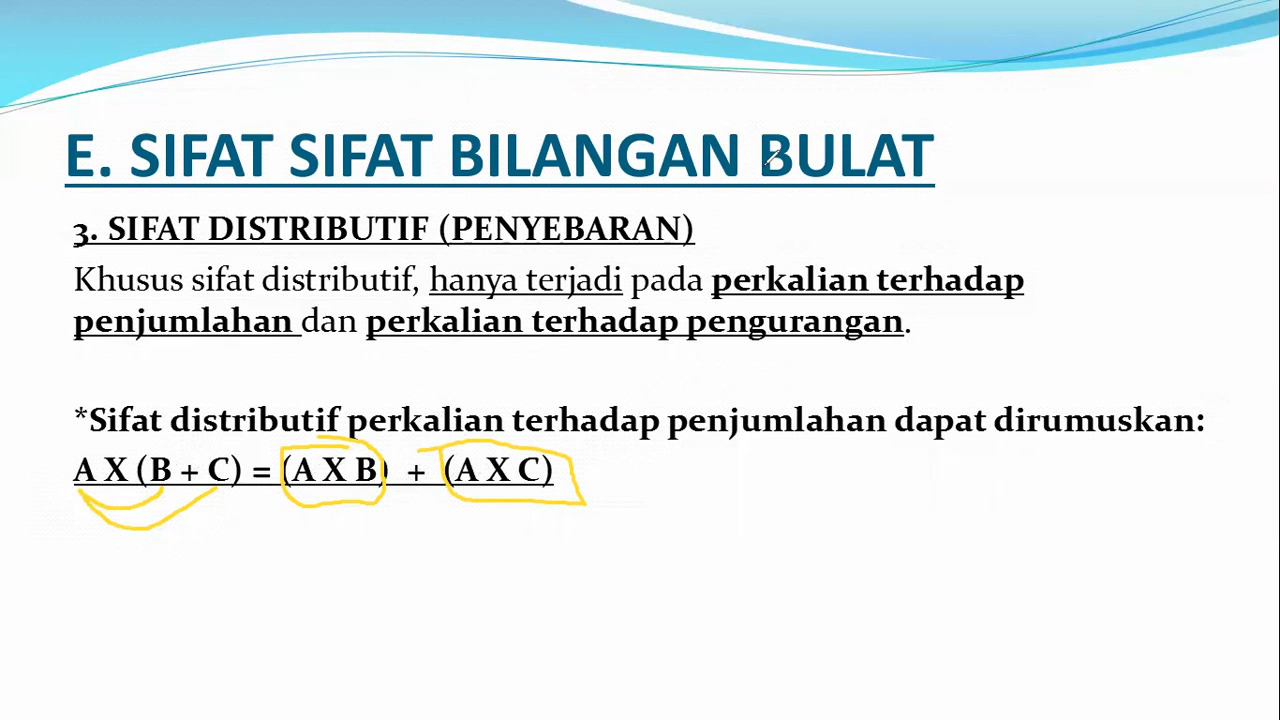 E. SIFAT SIFAT BILANGAN BULAT
3. SIFAT DISTRIBUTIF (PENYEBARAN)
Khusus sifat distributif, hanya terjadi pada perkalian terhadap
penjumlahan dan perkalian terhadap pengurangan.
*Sifat distributif perkalian terhadap penjumlahan dapat dirumuskan:
A X (B + C) = (A X B) + (A X C)